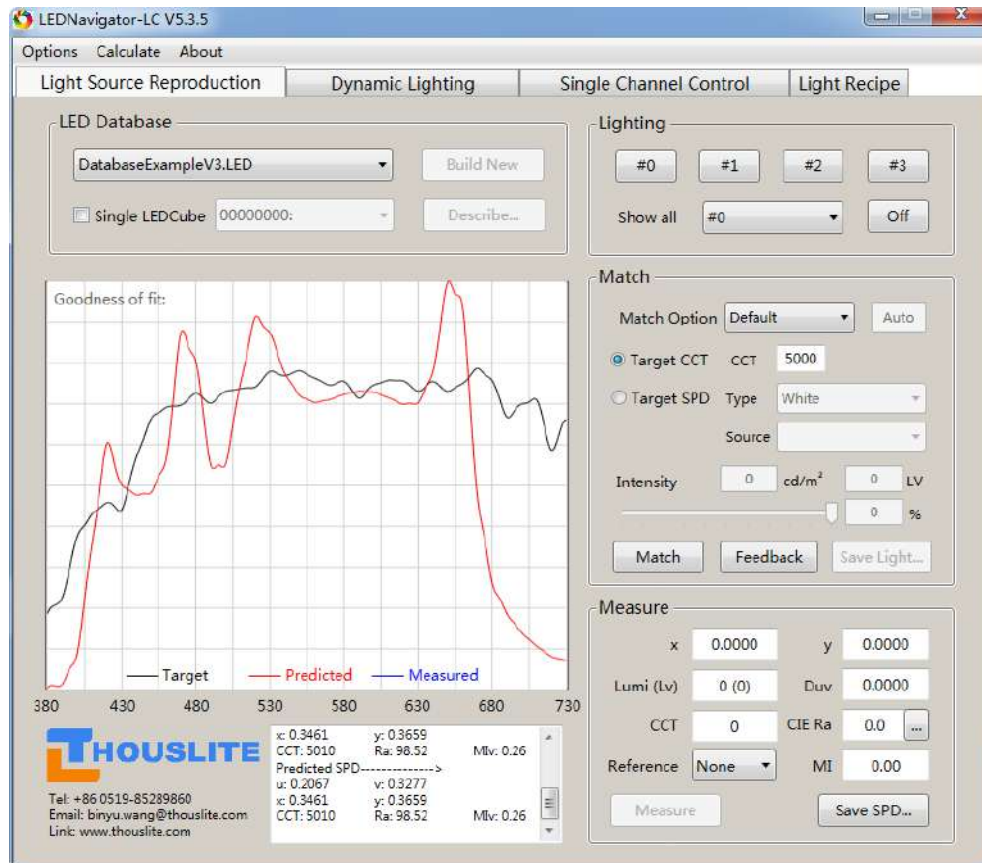 LEDNavigator-LC V5.3.5
Options Calculate About
Light Source Reproduction Dynamic Lighting Single Channel Control Light Recipe
LED Database
DatabaseExampleV3.LED Build New
Single LEDCube 00000000: Describe...
Lighting
#0 #1 #2 #3
Show all #0 Off
Goodness of fit:
Target Predicted Measured
380 430 480 530 580 630 680 730
Match
Match Option Default Auto
Target CCT CCT 5000
Target SPD Type White
Source
Intensity 0 cd/m² 0 LV
0 %
Match Feedback Save Light...
Measure
x 0.0000 y 0.0000
Lumi (Lv) 0 (0) Duv 0.0000
CCT 0 CIE Ra 0.0 ...
Reference None MI 0.00
Measure Save SPD...
THOUSLITE
Tel: +86 0519-85289860
Email: binyu.wang@thouslite.com
Link: www.thouslite.com
x: 0.3461 y: 0.3659
CCT: 5010 Ra: 98.52 MIv: 0.26
Predicted SPD-------------->
u: 0.2067 v: 0.3277
x: 0.3461 y: 0.3659
CCT: 5010 Ra: 98.52 MIv: 0.26